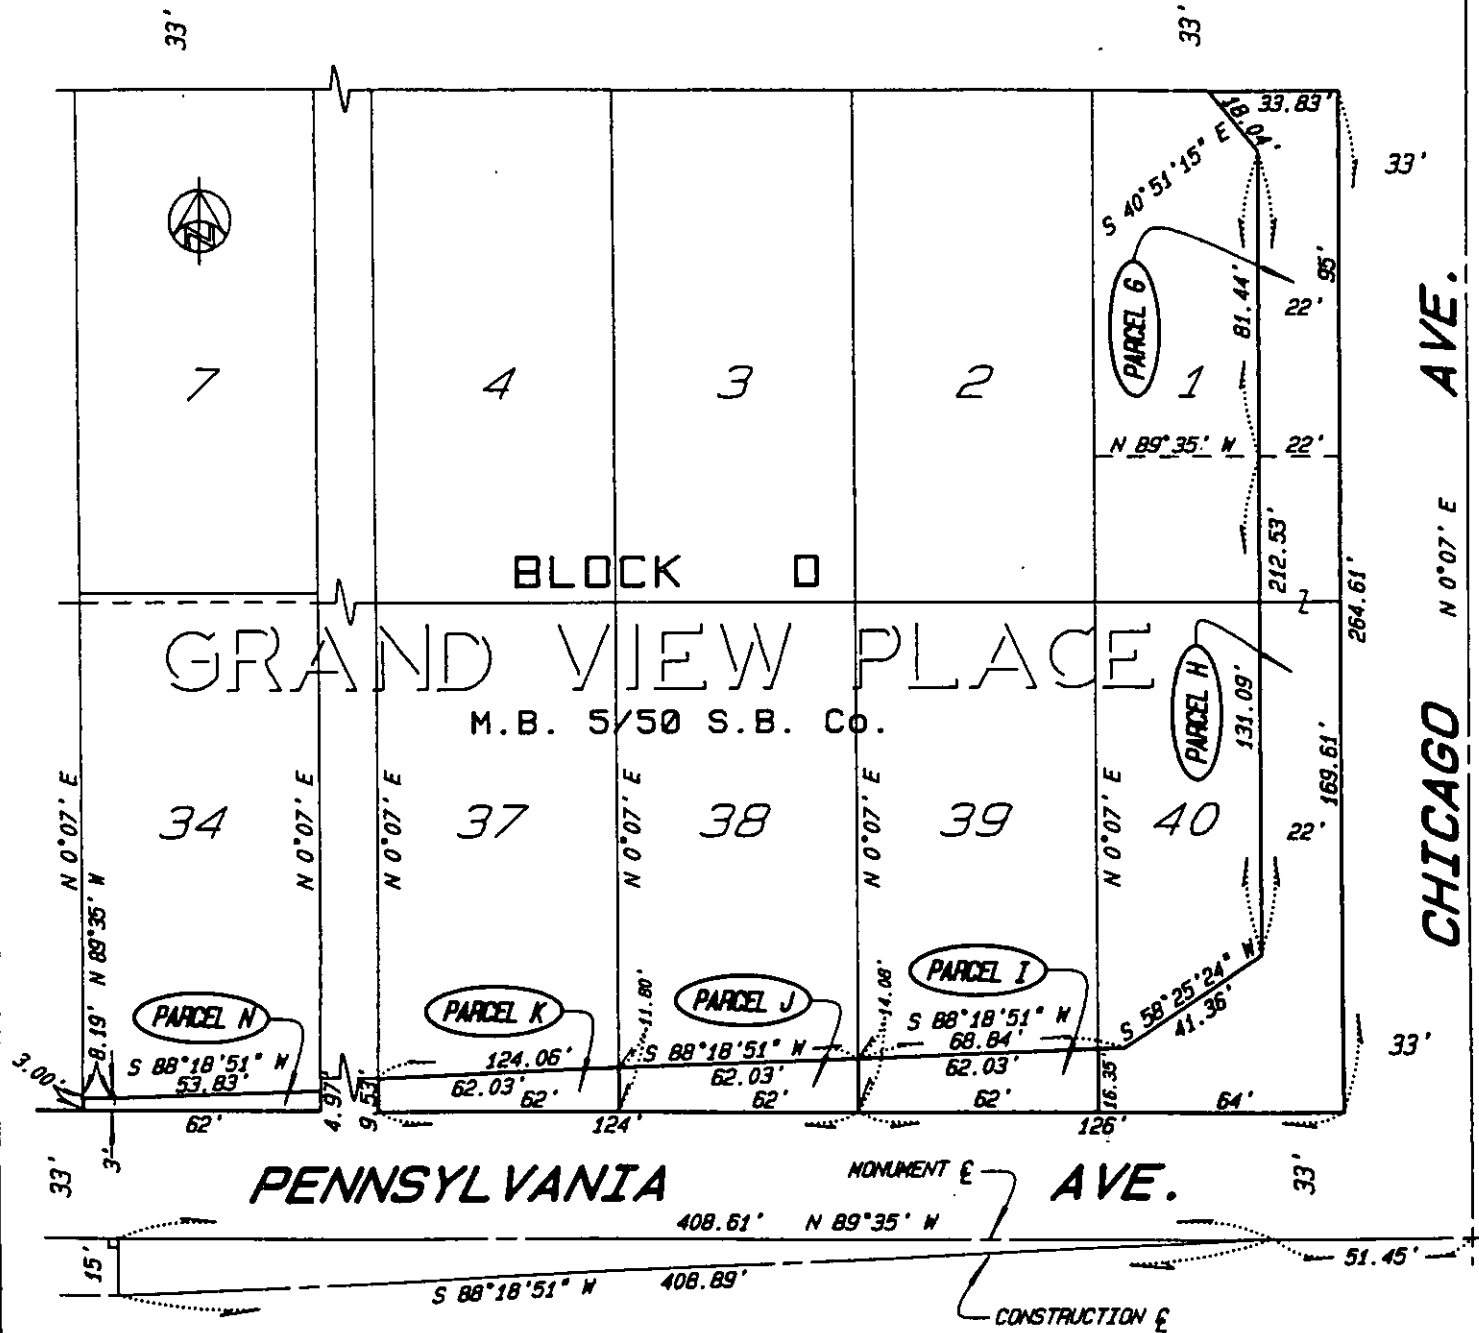 33'
33'
33.83'
18.04'
S 40°51'15" E
33'
N
PARCEL G
81.44'
95'
22'
AVE.
7
4
3
2
1
N 89°35' W
22'
BLOCK D
212.53'
N 0°07' E
264.61'
GRAND VIEW PLACE
M.B. 5/50 S.B. Co.
PARCEL H
131.09'
169.61'
CHICAGO
N 0°07' E
N 0°07' E
N 0°07' E
N 0°07' E
N 0°07' E
N 0°07' E
34
37
38
39
40
22'
N 89°35' W
8.19'
3.00'
PARCEL N
PARCEL K
PARCEL J
PARCEL I
11.80'
14.08'
S 58°25'24" W
41.36'
S 88°18'51" W
53.83'
124.06'
S 88°18'51" W
S 88°18'51" W
68.84'
62.03'
62.03'
62.03'
33'
62'
4.97'
9.53'
62'
62'
62'
16.35'
64'
124'
126'
33'
3'
PENNSYLVANIA AVE.
33'
MONUMENT ℄
408.61' N 89°35' W
15'
51.45'
S 88°18'51" W 408.89'
CONSTRUCTION ℄